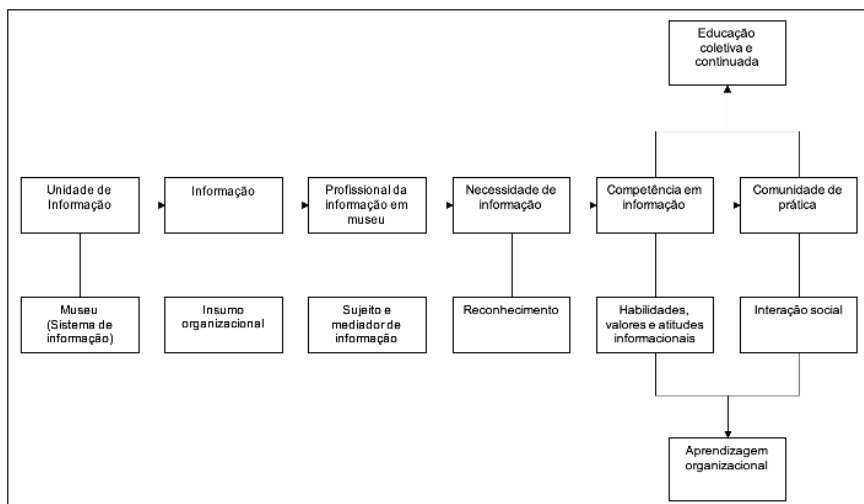 Educação
coletiva e
continuada
Unidade de
Informação
Informação
Profissional da
informação em
museu
Necessidade de
informação
Competência em
informação
Comunidade de
prática
Museu
(Sistema de
informação)
Insumo
organizacional
Sujeito e
mediador de
informação
Reconhecimento
Habilidades,
valores e atitudes
informacionais
Interação social
Aprendizagem
organizacional